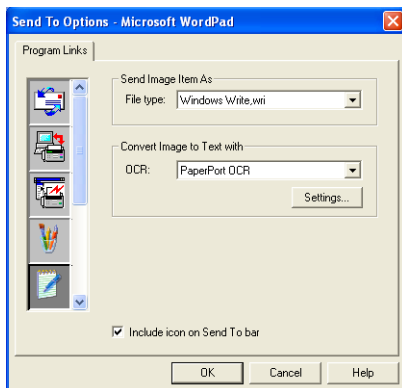 Send To Options - Microsoft WordPad
Program Links
Send Image Item As
File type: Windows Write,wri
Convert Image to Text with
OCR: PaperPort OCR
Settings...
Include icon on Send To bar
OK Cancel Help